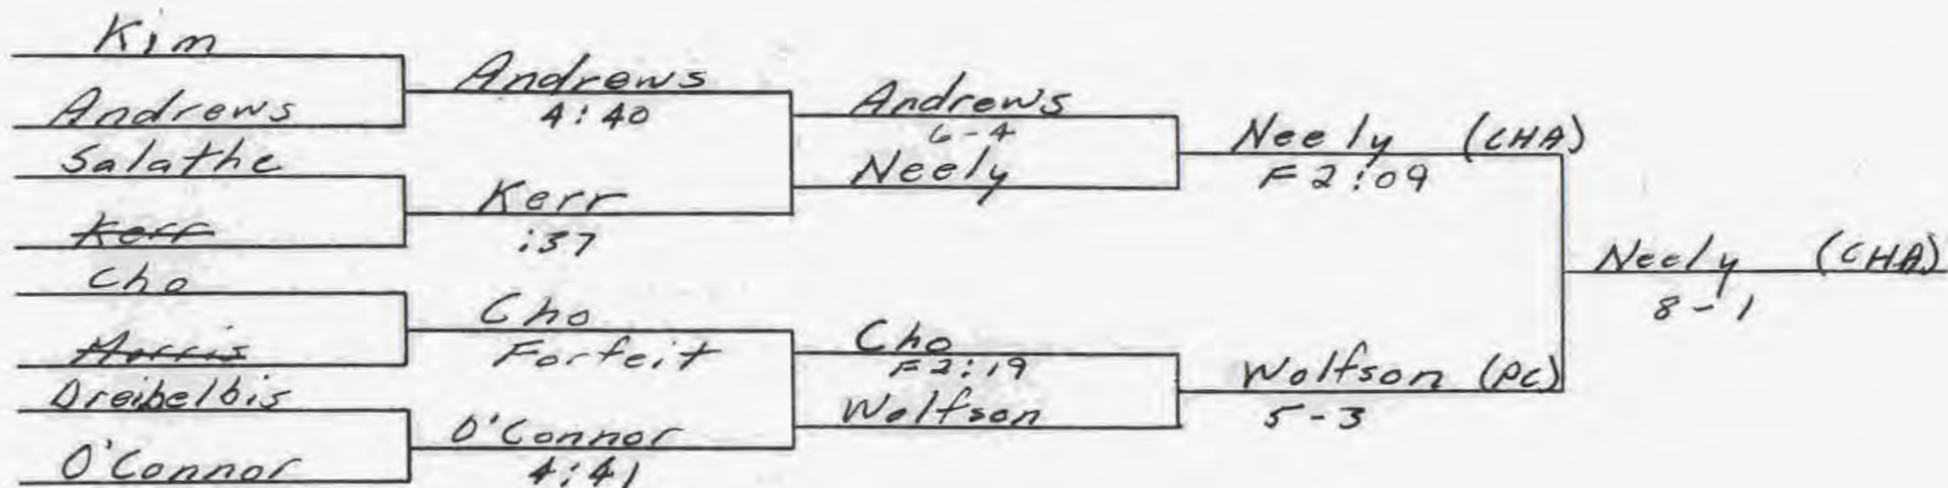 Kim
Andrews
Salathe
Kerr
Cho
Morris
Dreibelbis
O'Connor
Andrews
4:40
Kerr
:37
Cho
Forfeit
O'Connor
4:41
Andrews
6-4
Neely
Cho
F2:19
Wolfson
Neely (CHA)
F2:09
Wolfson (PC)
5-3
Neely (CHA)
8-1